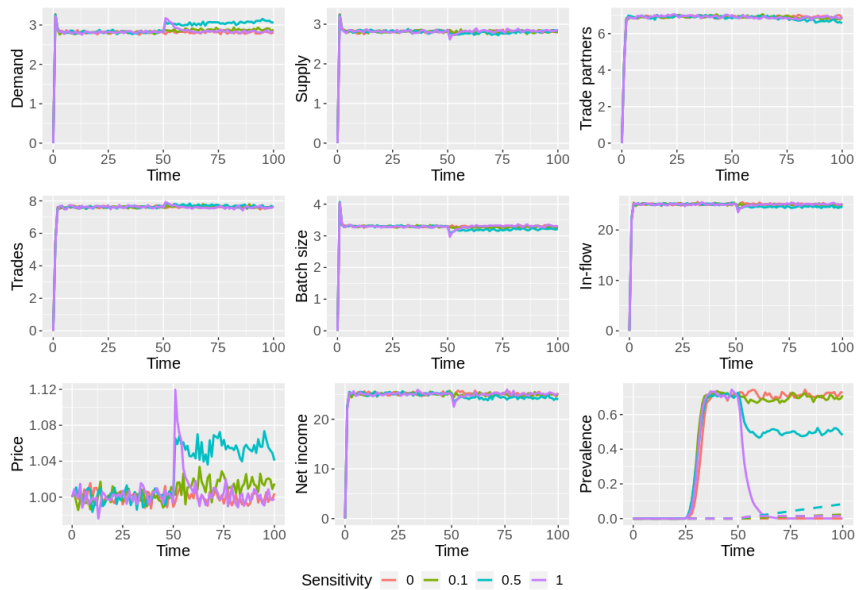 Demand
3
2
1
0
0 25 50 75 100
Time
Supply
3
2
1
0
0 25 50 75 100
Time
Trade partners
6
4
2
0
0 25 50 75 100
Time
Trades
8
6
4
2
0
0 25 50 75 100
Time
Batch size
4
3
2
1
0
0 25 50 75 100
Time
In-flow
20
10
0
0 25 50 75 100
Time
Price
1.12
1.08
1.04
1.00
0 25 50 75 100
Time
Net income
20
10
0
0 25 50 75 100
Time
Prevalence
0.6
0.4
0.2
0.0
0 25 50 75 100
Time
Sensitivity 0 0.1 0.5 1